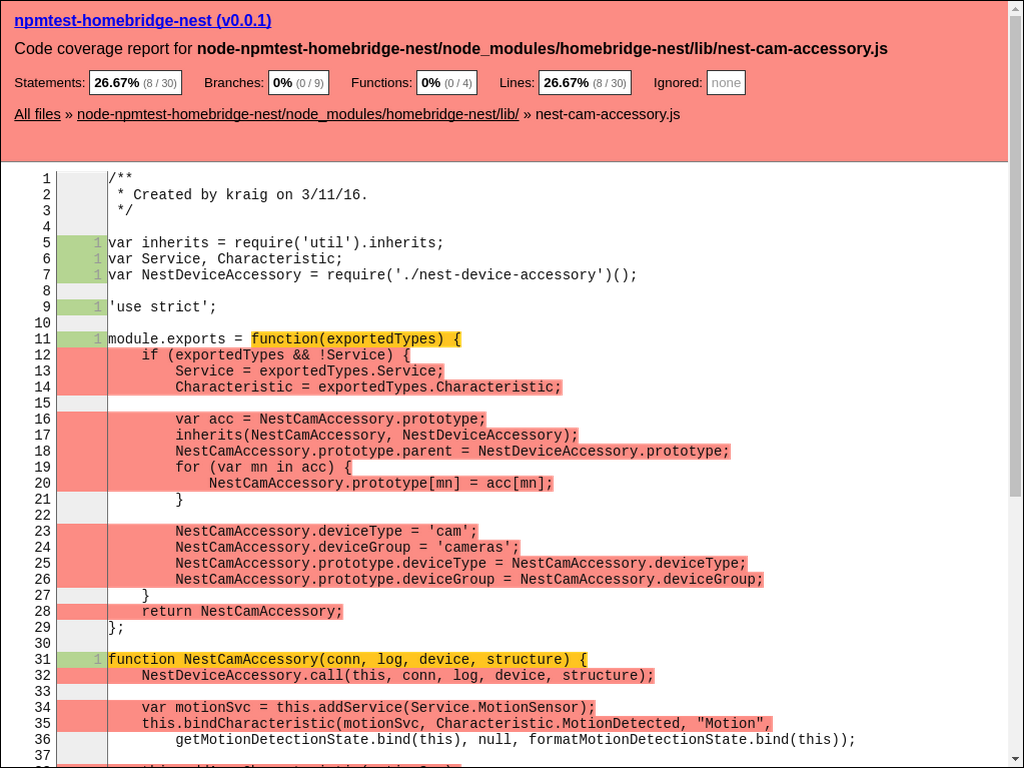 npmtest-homebridge-nest (v0.0.1)
Code coverage report for node-npmtest-homebridge-nest/node_modules/homebridge-nest/lib/nest-cam-accessory.js
Statements: 26.67% (8 / 30) Branches: 0% (0 / 9) Functions: 0% (0 / 4) Lines: 26.67% (8 / 30) Ignored: none
All files » node-npmtest-homebridge-nest/node_modules/homebridge-nest/lib/ » nest-cam-accessory.js
1 /**
2  * Created by kraig on 3/11/16.
3  */
4
5 1 var inherits = require('util').inherits;
6 1 var Service, Characteristic;
7 1 var NestDeviceAccessory = require('./nest-device-accessory')();
8
9 1 'use strict';
10
11 1 module.exports = function(exportedTypes) {
12     if (exportedTypes && !Service) {
13         Service = exportedTypes.Service;
14         Characteristic = exportedTypes.Characteristic;
15
16         var acc = NestCamAccessory.prototype;
17         inherits(NestCamAccessory, NestDeviceAccessory);
18         NestCamAccessory.prototype.parent = NestDeviceAccessory.prototype;
19         for (var mn in acc) {
20             NestCamAccessory.prototype[mn] = acc[mn];
21         }
22
23         NestCamAccessory.deviceType = 'cam';
24         NestCamAccessory.deviceGroup = 'cameras';
25         NestCamAccessory.prototype.deviceType = NestCamAccessory.deviceType;
26         NestCamAccessory.prototype.deviceGroup = NestCamAccessory.deviceGroup;
27     }
28     return NestCamAccessory;
29 };
30
31 1 function NestCamAccessory(conn, log, device, structure) {
32     NestDeviceAccessory.call(this, conn, log, device, structure);
33
34     var motionSvc = this.addService(Service.MotionSensor);
35     this.bindCharacteristic(motionSvc, Characteristic.MotionDetected, "Motion",
36         getMotionDetectionState.bind(this), null, formatMotionDetectionState.bind(this));
37